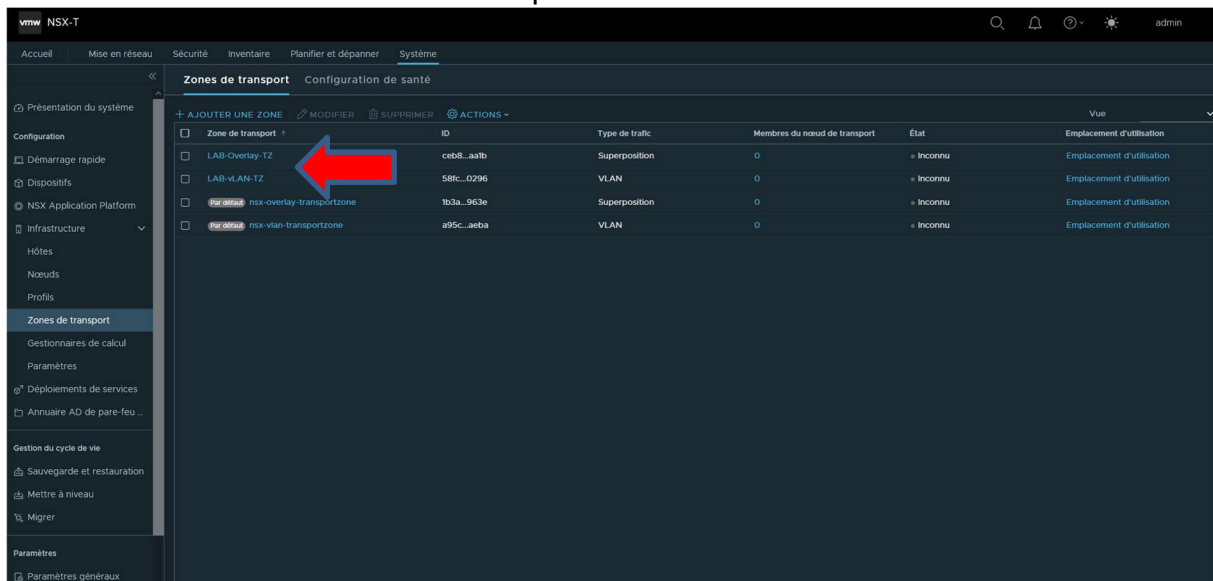 vmw NSX-T
admin
Accueil Mise en réseau Sécurité Inventaire Planifier et dépanner Système
Zones de transport Configuration de santé
Présentation du système
Configuration
Démarrage rapide
Dispositifs
NSX Application Platform
Infrastructure
Hôtes
Nœuds
Profils
Zones de transport
Gestionnaires de calcul
Paramètres
Déploiements de services
Annuaire AD de pare-feu ...
Gestion du cycle de vie
Sauvegarde et restauration
Mettre à niveau
Migrer
Paramètres
Paramètres généraux
+ AJOUTER UNE ZONE MODIFIER SUPPRIMER ACTIONS
Vue
Zone de transport ↑ ID Type de trafic Membres du nœud de transport État Emplacement d'utilisation
LAB-Overlay-TZ ceb8...aa1b Superposition 0 Inconnu Emplacement d'utilisation
LAB-vLAN-TZ 58fc...0296 VLAN 0 Inconnu Emplacement d'utilisation
Par défaut nsx-overlay-transportzone 1b3a...963e Superposition 0 Inconnu Emplacement d'utilisation
Par défaut nsx-vlan-transportzone a95c...aeba VLAN 0 Inconnu Emplacement d'utilisation